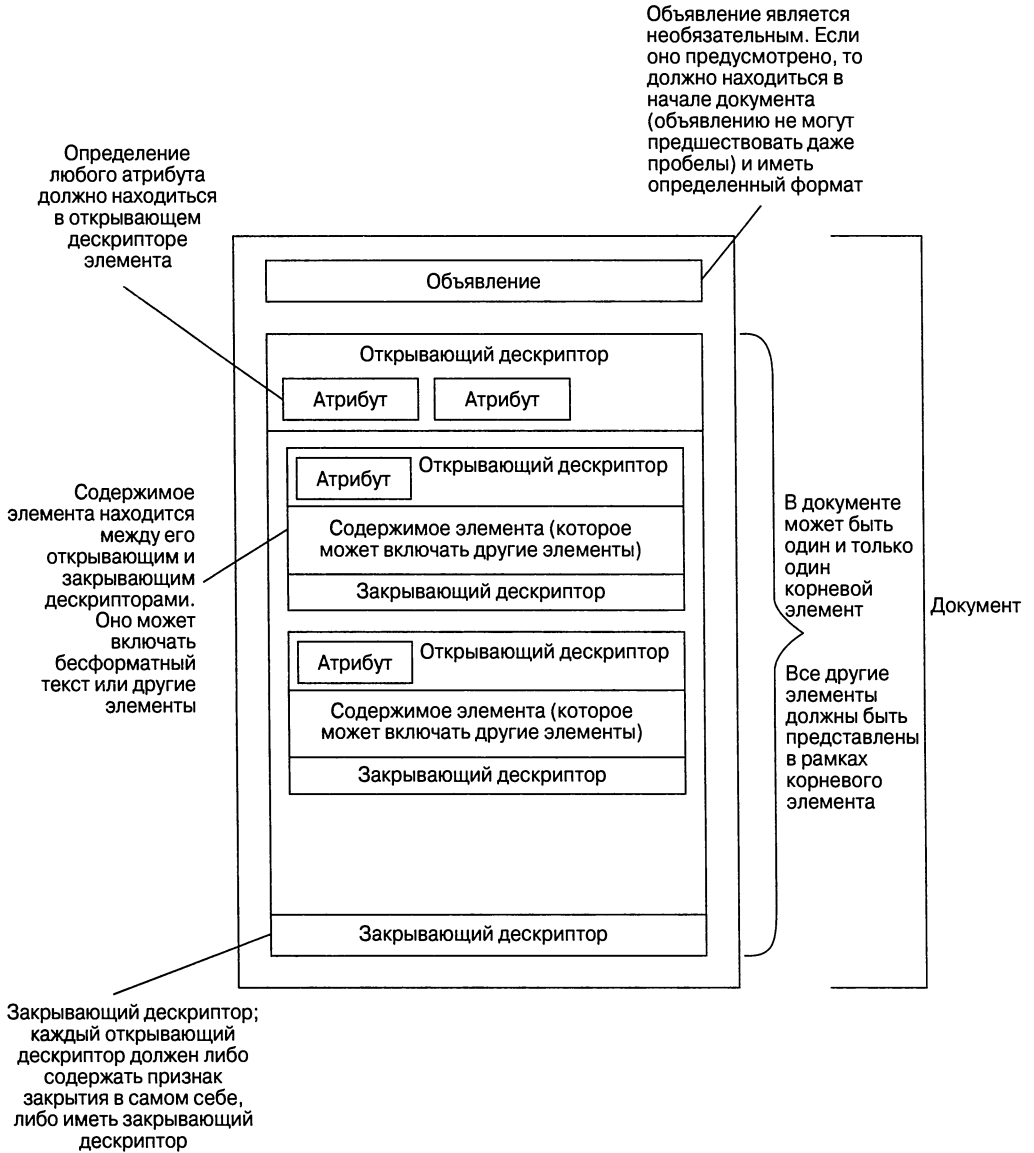 Объявление является
необязательным. Если
оно предусмотрено, то
должно находиться в
начале документа
(объявлению не могут
предшествовать даже
пробелы) и иметь
определенный формат
Определение
любого атрибута
должно находиться
в открывающем
дескрипторе
элемента
Объявление
Открывающий дескриптор
Атрибут
Атрибут
Атрибут
Открывающий дескриптор
Содержимое элемента (которое
может включать другие элементы)
Закрывающий дескриптор
Содержимое
элемента находится
между его
открывающим и
закрывающим
дескрипторами.
Оно может
включать
бесформатный
текст или другие
элементы
Атрибут
Открывающий дескриптор
Содержимое элемента (которое
может включать другие элементы)
Закрывающий дескриптор
Закрывающий дескриптор
В документе
может быть
один и только
один
корневой
элемент
Все другие
элементы
должны быть
представлены
в рамках
корневого
элемента
Документ
Закрывающий дескриптор;
каждый открывающий
дескриптор должен либо
содержать признак
закрытия в самом себе,
либо иметь закрывающий
дескриптор